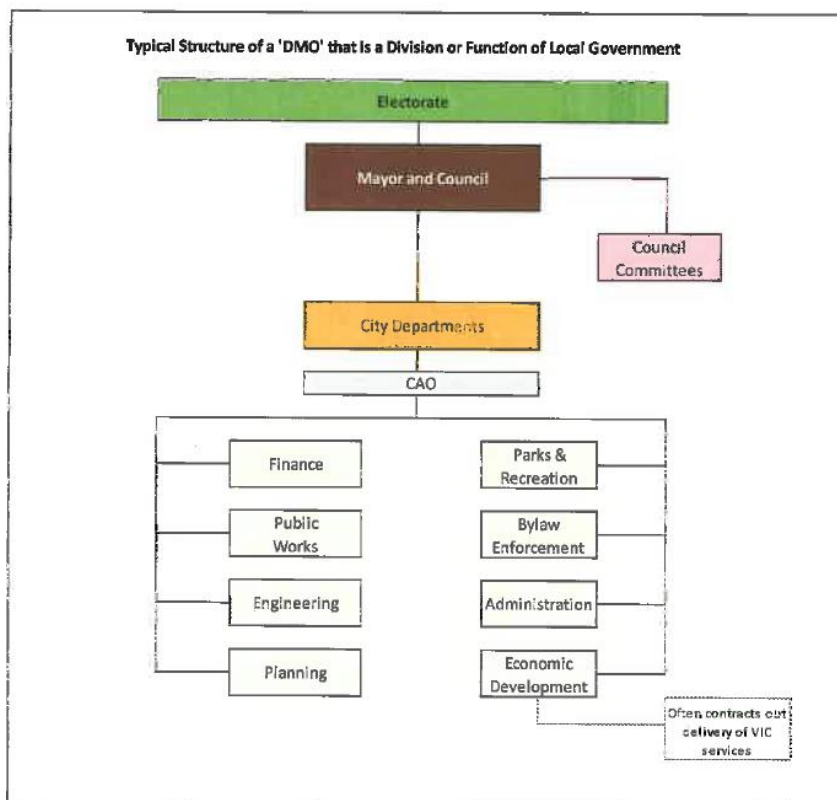 Typical Structure of a 'DMO' that is a Division or Function of Local Government
Electorate
Mayor and Council
Council
Committees
City Departments
CAO
Finance
Parks &
Recreation
Public
Works
Bylaw
Enforcement
Engineering
Administration
Planning
Economic
Development
Often contracts out
delivery of VIC
services